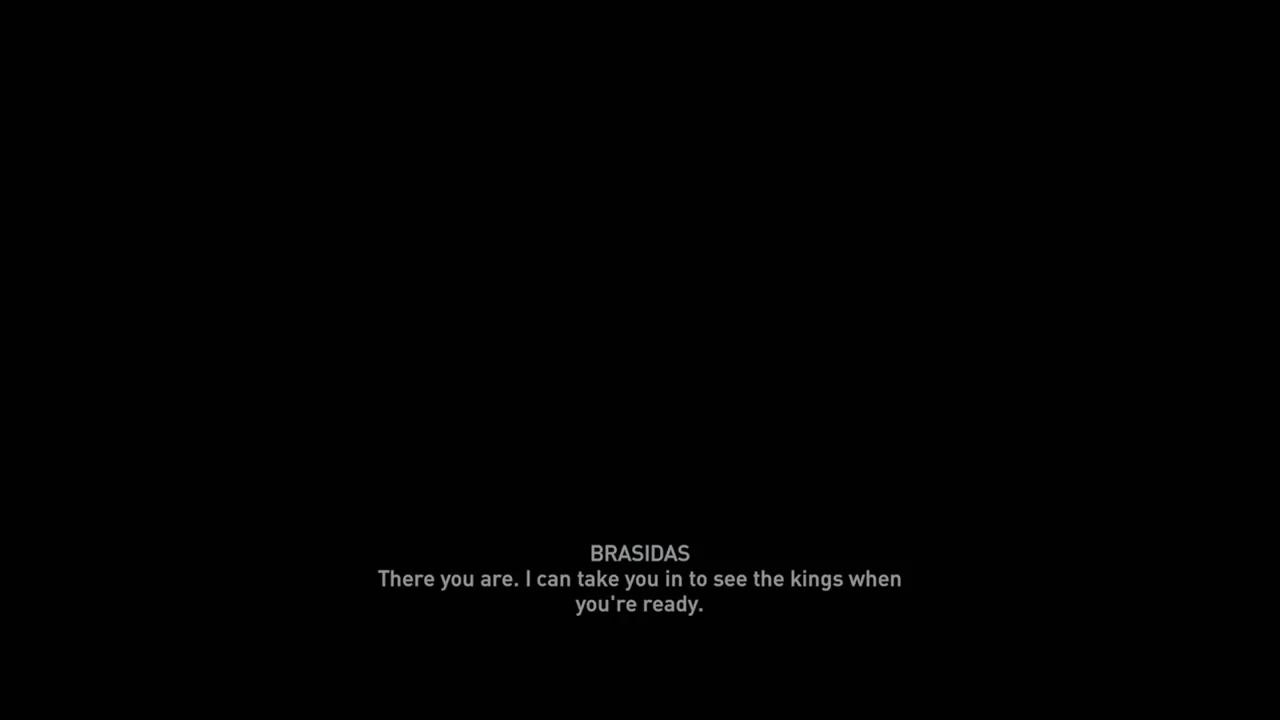 BRASIDAS
There you are. I can take you in to see the kings when
you're ready.